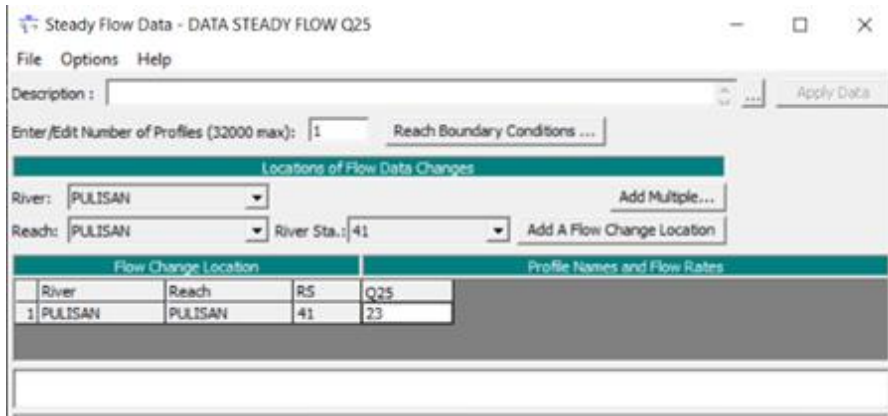 Steady Flow Data - DATA STEADY FLOW Q25
File Options Help
Description : ... Apply Data
Enter/Edit Number of Profiles (32000 max): 1 Reach Boundary Conditions ...
Locations of Flow Data Changes
River: PULISAN Add Multiple...
Reach: PULISAN River Sta.: 41 Add A Flow Change Location
Flow Change Location Profile Names and Flow Rates
River Reach RS Q25
1 PULISAN PULISAN 41 23